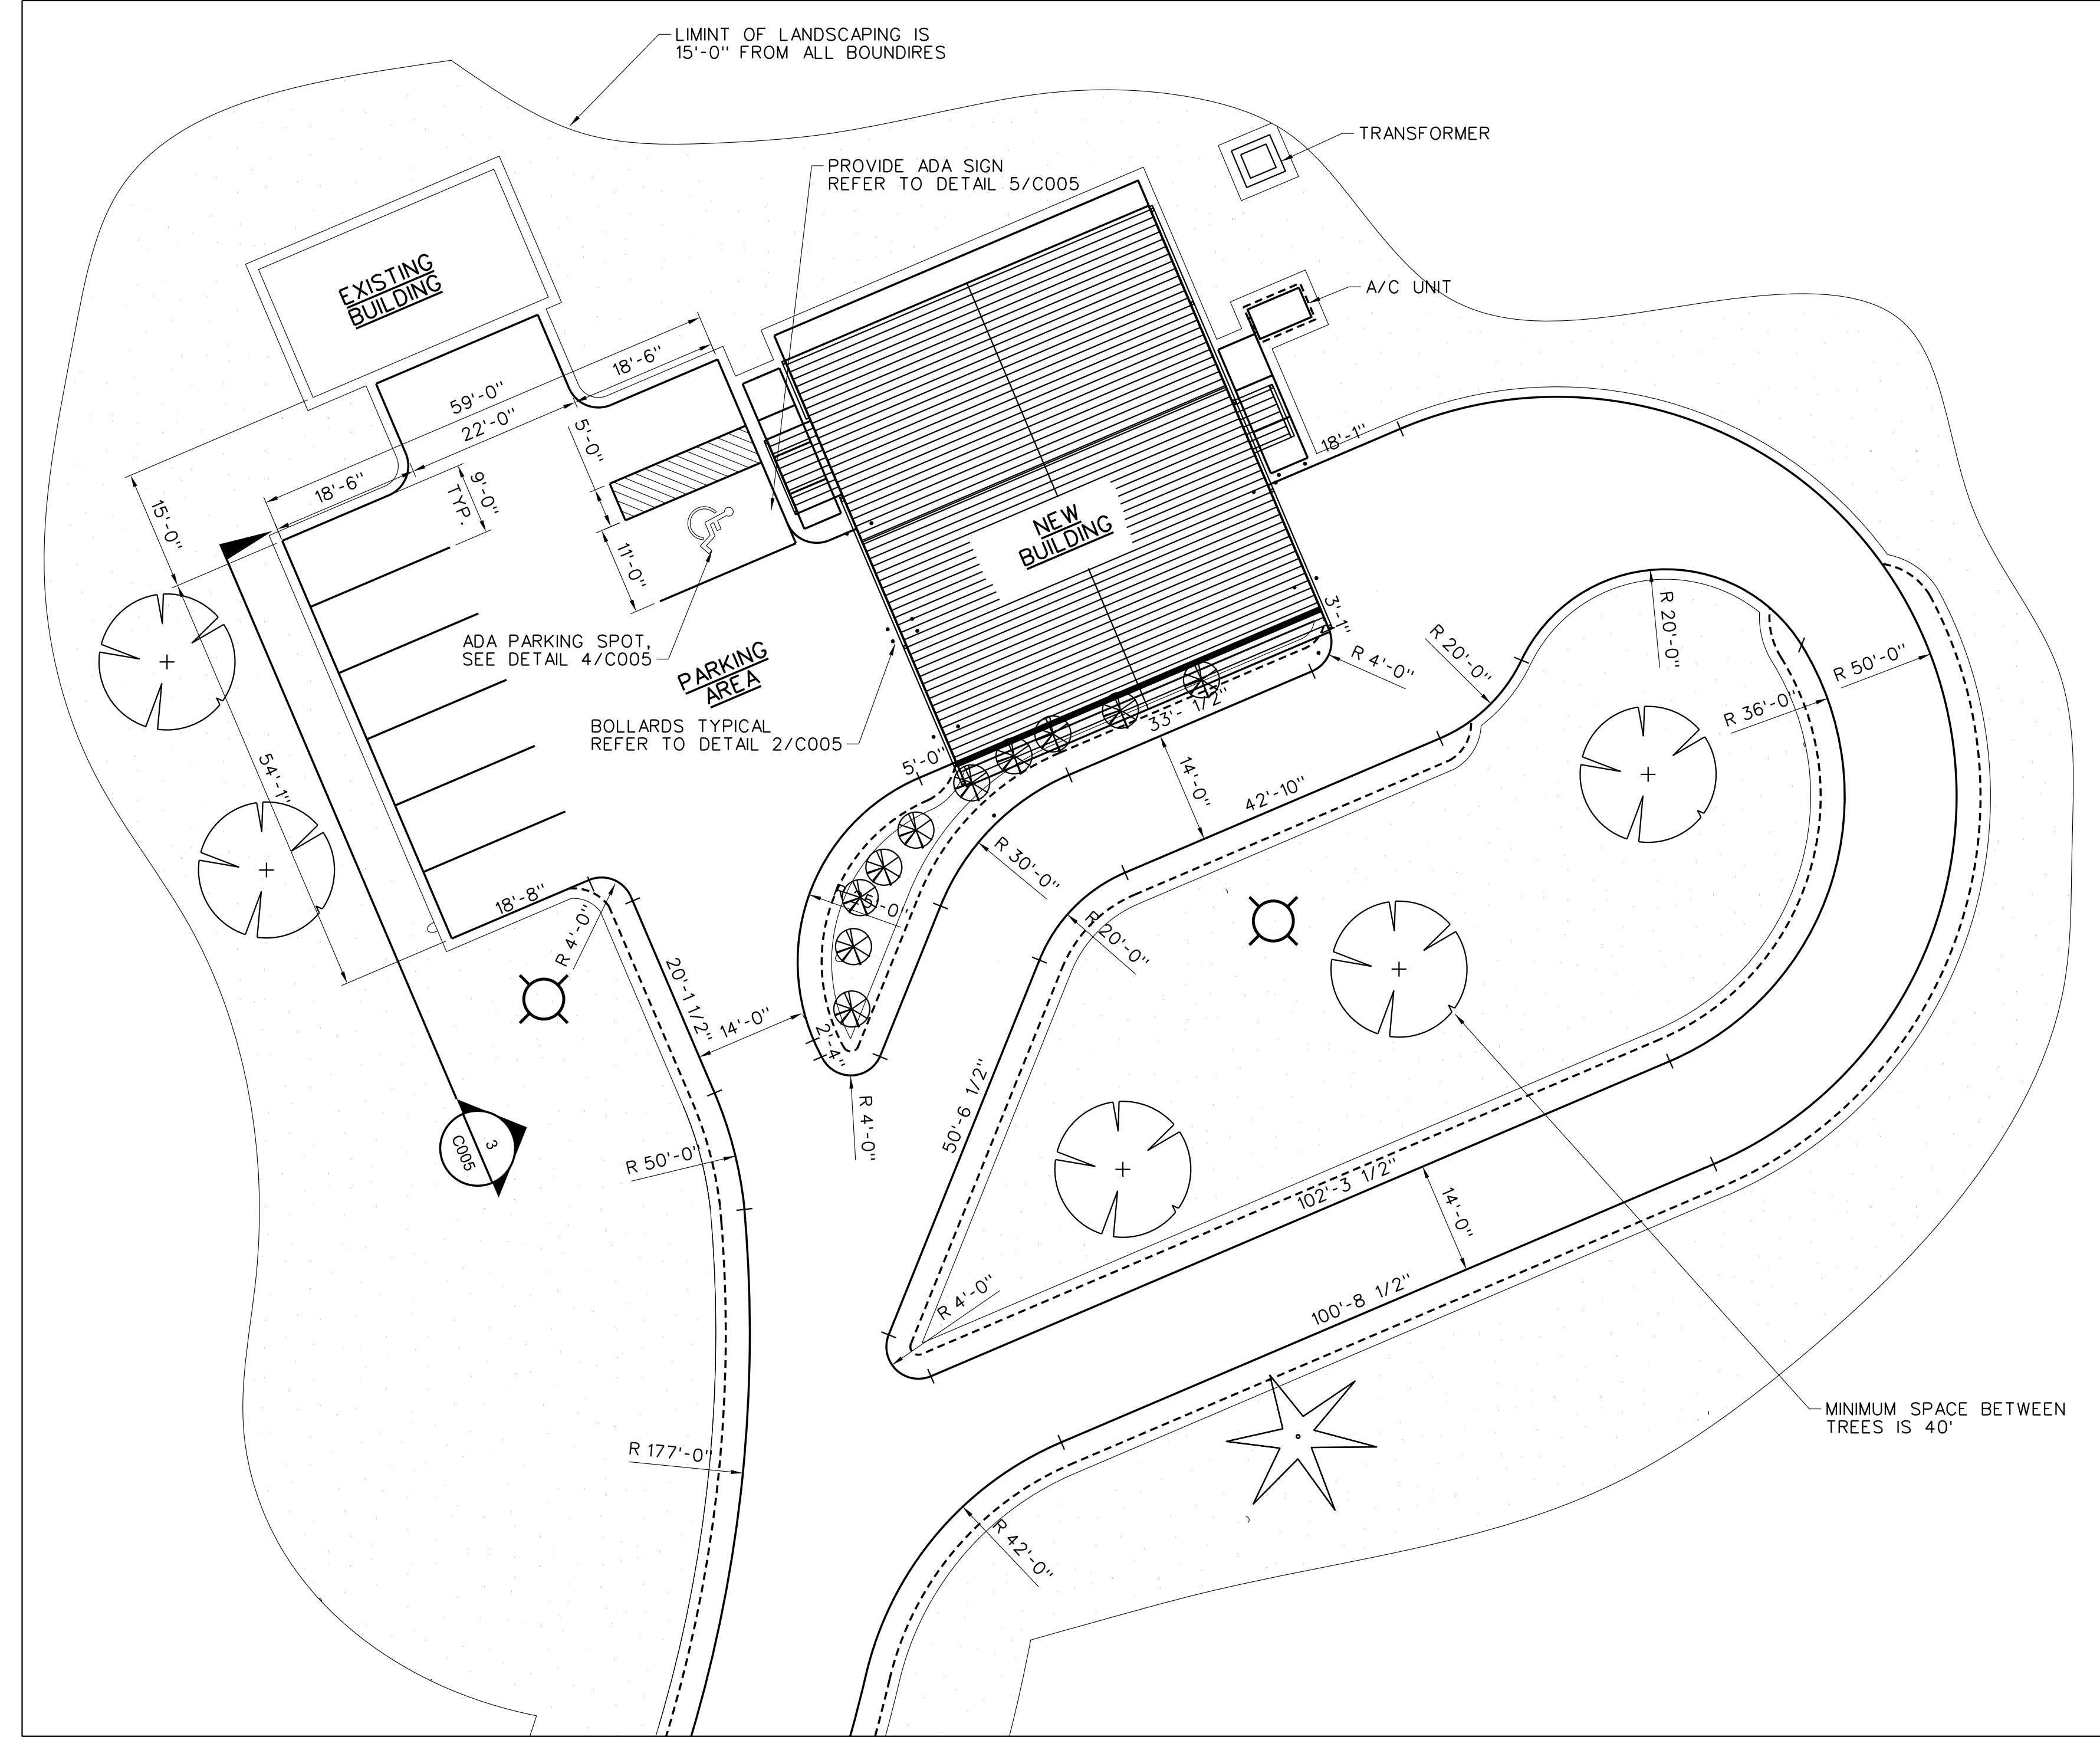 LIMINT OF LANDSCAPING IS
15'-0" FROM ALL BOUNDIRES
TRANSFORMER
PROVIDE ADA SIGN
REFER TO DETAIL 5/C005
A/C UNIT
EXISTING
BUILDING
18'-6"
59'-0"
22'-0"
5'-0"
18'-6"
9'-0"
TYP.
15'-0"
11'-0"
18'-1"
NEW
BUILDING
3'-1"
R 4'-0"
R 20'-0"
R 20'-0"
R 50'-0"
R 36'-0"
ADA PARKING SPOT,
SEE DETAIL 4/C005
PARKING
AREA
BOLLARDS TYPICAL
REFER TO DETAIL 2/C005
5'-0"
33'- 1/2"
14'-0"
42'-10"
54'-1"
R 30'-0"
18'-8"
R 4'-0"
R 20'-0"
20'-1 1/2"
14'-0"
2'-4"
R 4'-0"
50'-6 1/2"
3
C005
R 50'-0"
102'-3 1/2"
14'-0"
R 4'-0"
100'-8 1/2"
MINIMUM SPACE BETWEEN
TREES IS 40'
R 177'-0"
R 42'-0"